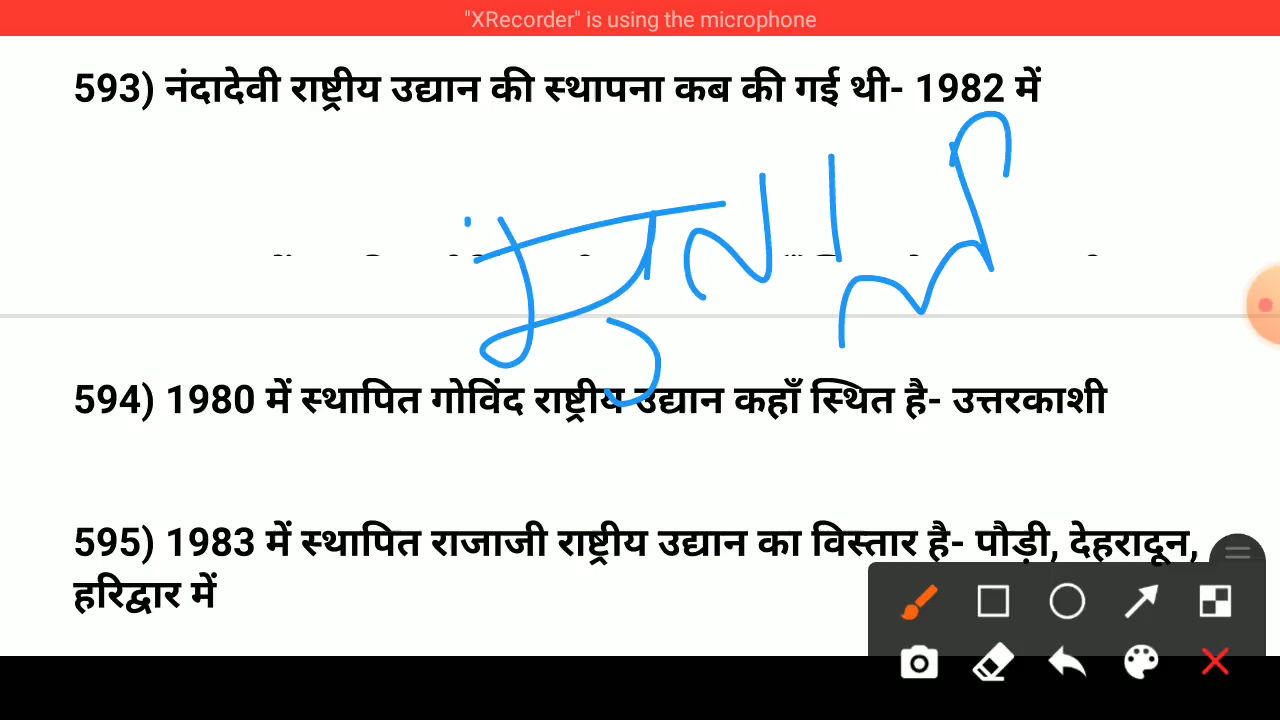 "XRecorder" is using the microphone
593) नंदादेवी राष्ट्रीय उद्यान की स्थापना कब की गई थी- 1982 में
594) 1980 में स्थापित गोविंद राष्ट्रीय उद्यान कहाँ स्थित है- उत्तरकाशी
595) 1983 में स्थापित राजाजी राष्ट्रीय उद्यान का विस्तार है- पौड़ी, देहरादून,
हरिद्वार में